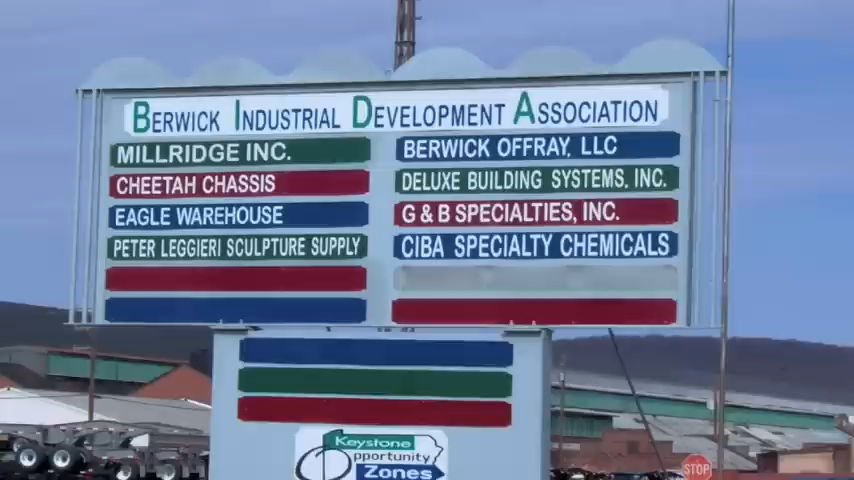 BERWICK INDUSTRIAL DEVELOPMENT ASSOCIATION
MILLRIDGE INC.
CHEETAH CHASSIS
EAGLE WAREHOUSE
PETER LEGGIERI SCULPTURE SUPPLY
BERWICK OFFRAY, LLC
DELUXE BUILDING SYSTEMS, INC.
G & B SPECIALTIES, INC.
CIBA SPECIALTY CHEMICALS
Keystone
Opportunity
Zones
STOP